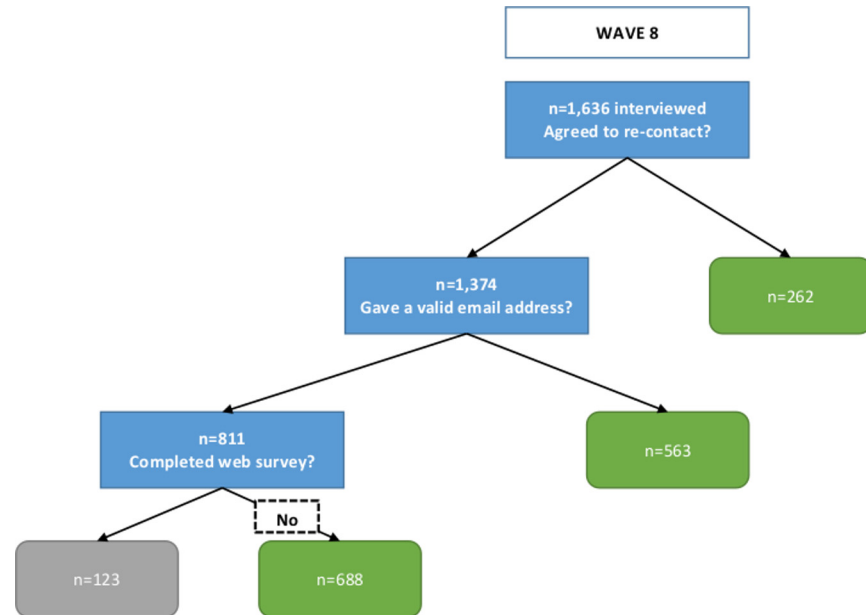 WAVE 8
n=1,636 interviewed
Agreed to re-contact?
n=1,374
Gave a valid email address?
n=262
n=811
Completed web survey?
n=563
No
n=123
n=688